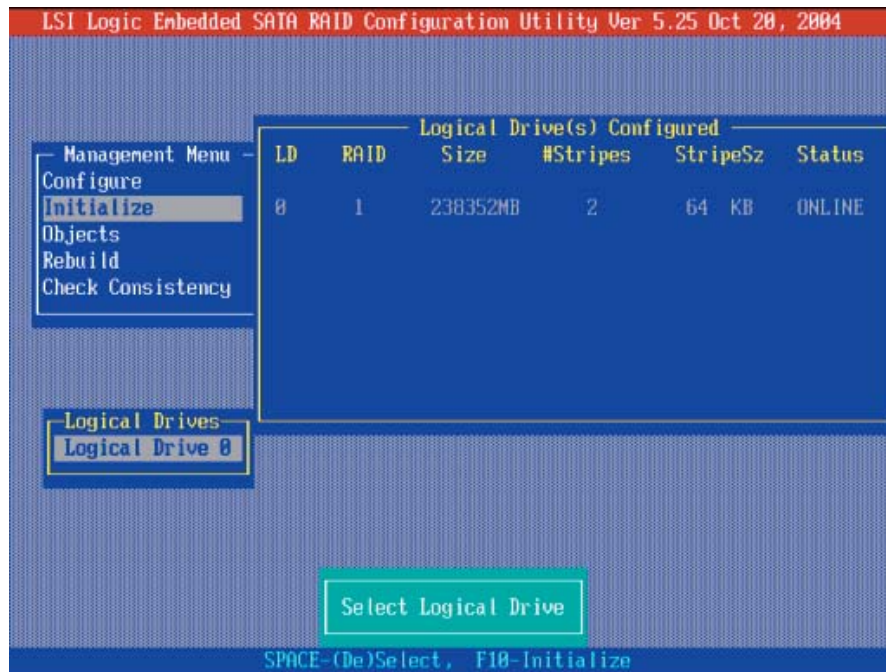 LSI Logic Embedded SATA RAID Configuration Utility Ver 5.25 Oct 20, 2004
Logical Drive(s) Configured
LD RAID Size #Stripes StripeSz Status
0 1 238352MB 2 64 KB ONLINE
Management Menu
Configure
Initialize
Objects
Rebuild
Check Consistency
Logical Drives
Logical Drive 0
Select Logical Drive
SPACE-(De)Select, F10-Initialize